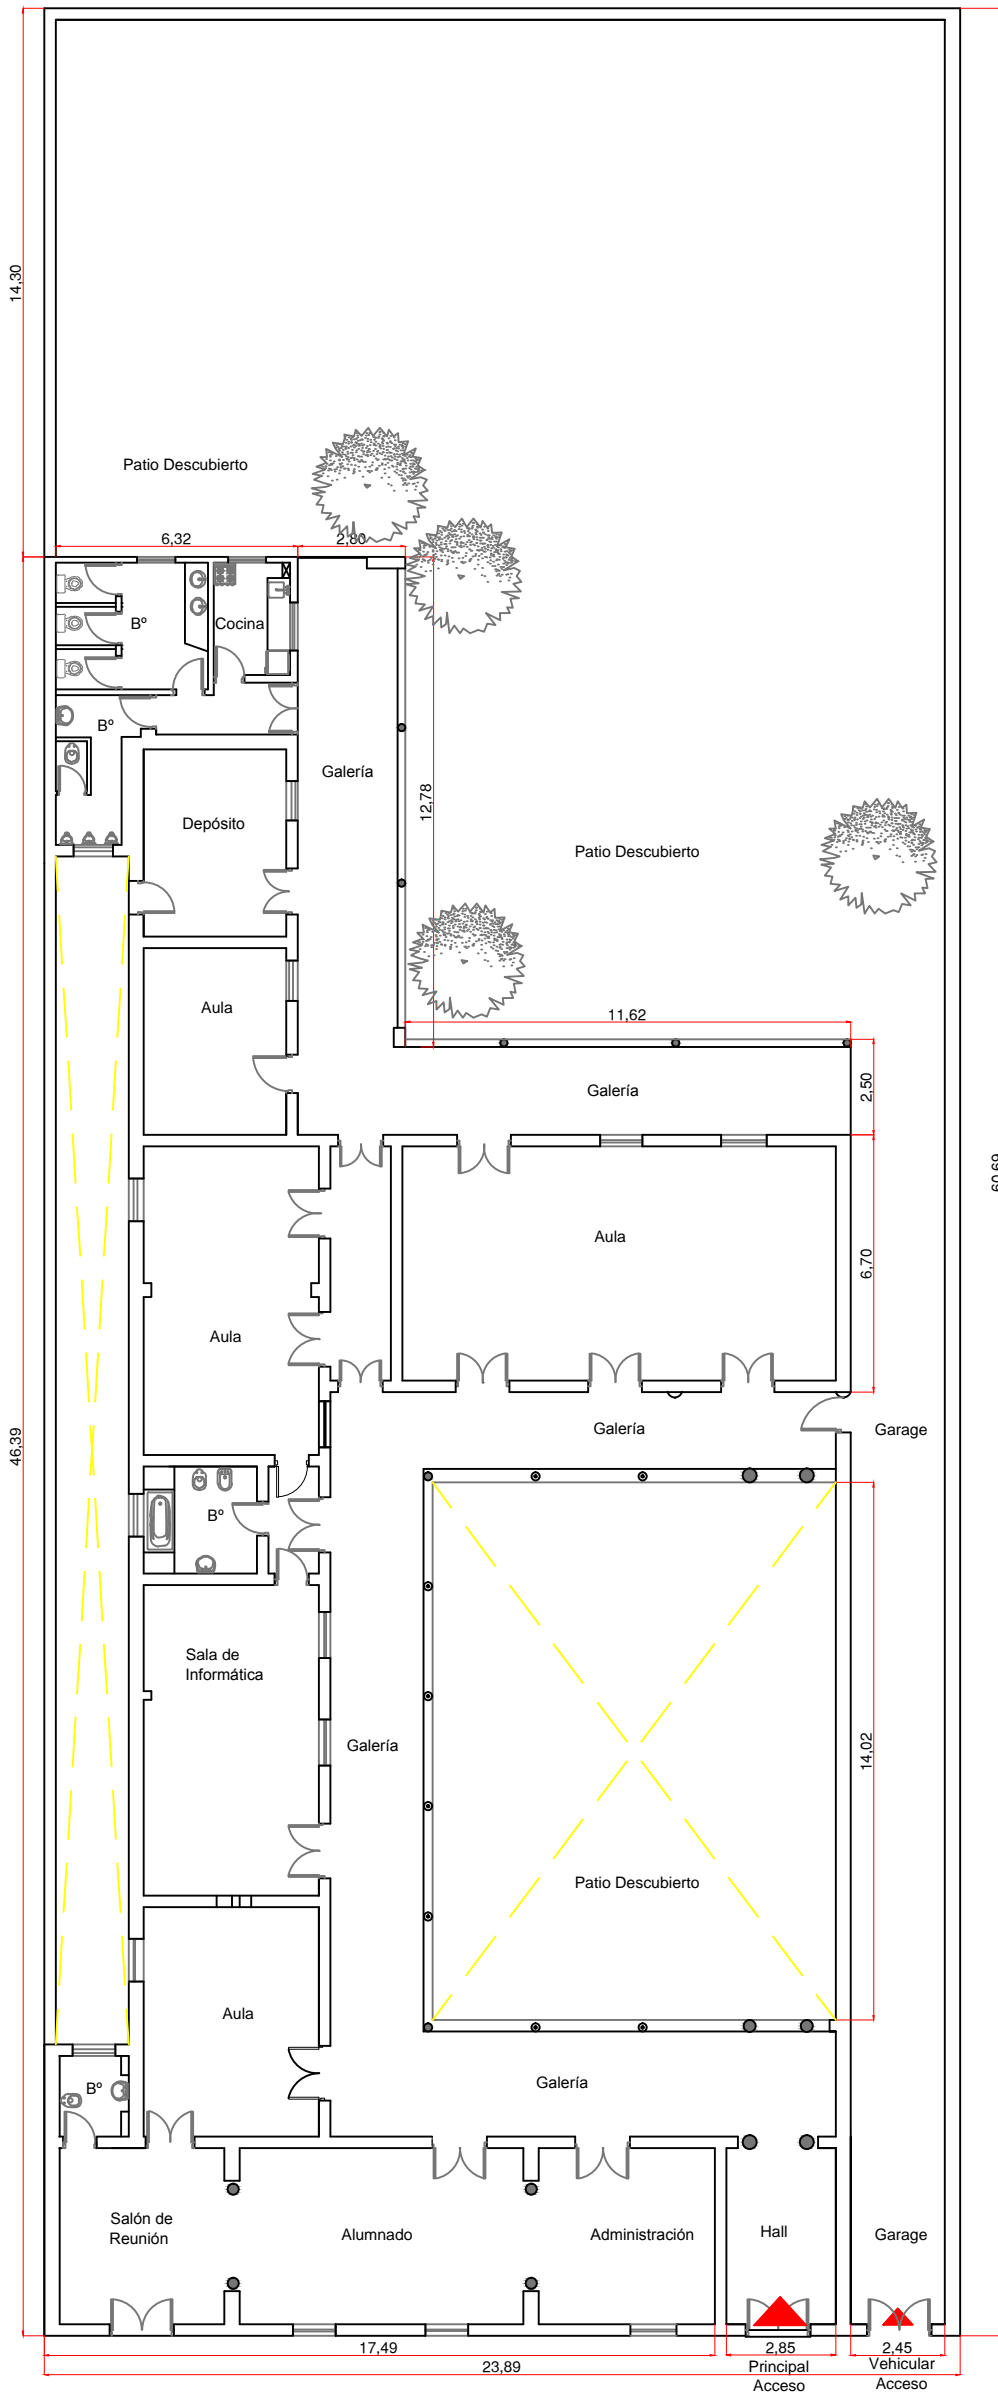 14,30
Patio Descubierto
6,32
2,80
Bº
Cocina
Bº
Galería
12,78
Depósito
Patio Descubierto
Aula
11,62
Galería
2,50
60,69
Aula
6,70
Aula
46,39
Galería
Garage
Bº
Sala de
Informática
Galería
14,02
Patio Descubierto
Aula
Bº
Galería
Salón de
Reunión
Alumnado
Administración
Hall
Garage
17,49
2,85
2,45
23,89
Principal
Acceso
Vehicular
Acceso